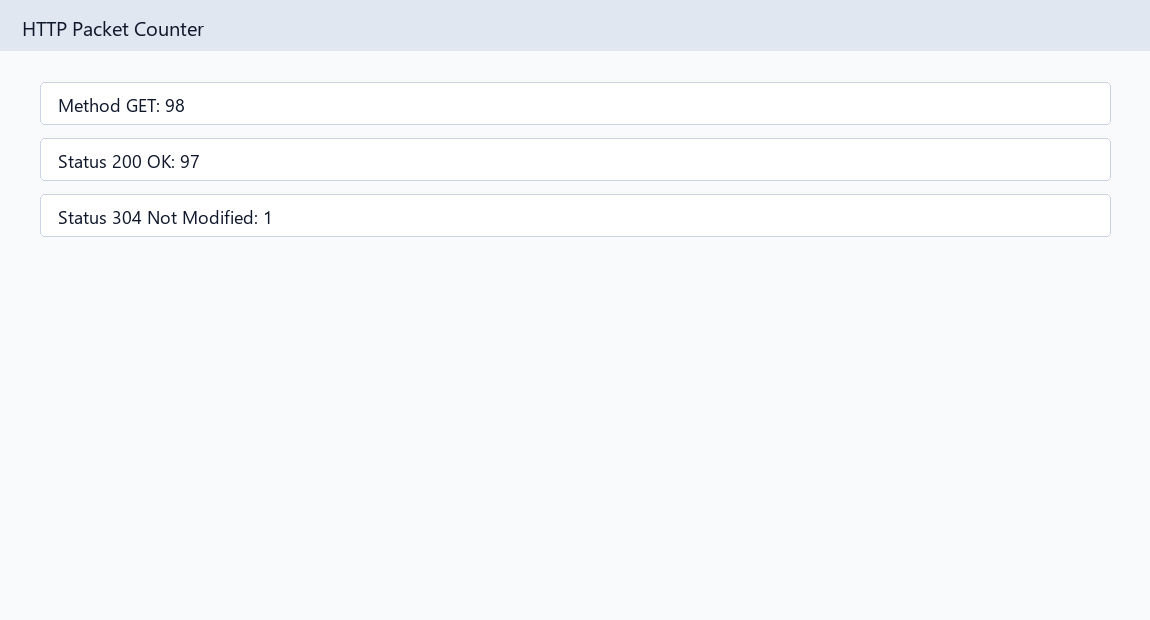 HTTP Packet Counter
Method GET: 98
Status 200 OK: 97
Status 304 Not Modified: 1